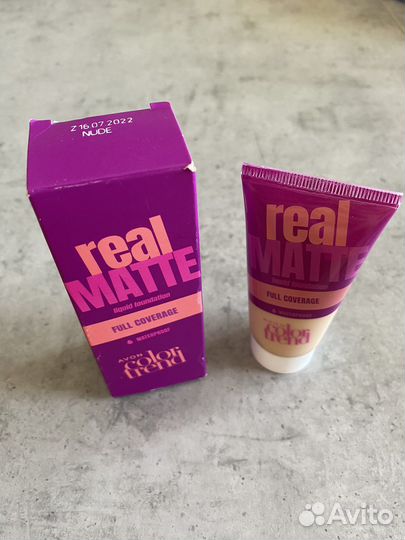 Z 16.07.2022
NUDE
real
MATTE
liquid foundation
FULL COVERAGE
& WATERPROOF
AVON
color
trend
real
MATTE
liquid foundation
FULL COVERAGE
& WATERPROOF
color
trend
Avito